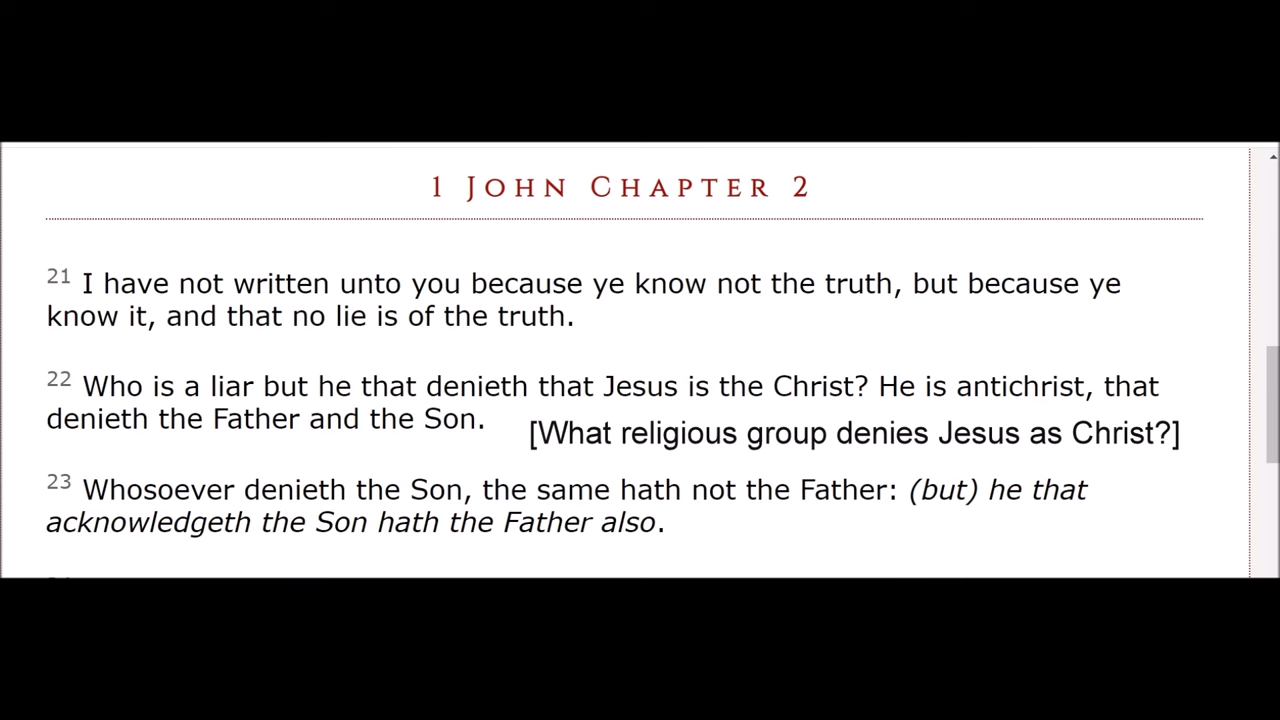 1 John Chapter 2
21 I have not written unto you because ye know not the truth, but because ye
know it, and that no lie is of the truth.
22 Who is a liar but he that denieth that Jesus is the Christ? He is antichrist, that
denieth the Father and the Son.
[What religious group denies Jesus as Christ?]
23 Whosoever denieth the Son, the same hath not the Father: (but) he that
acknowledgeth the Son hath the Father also.